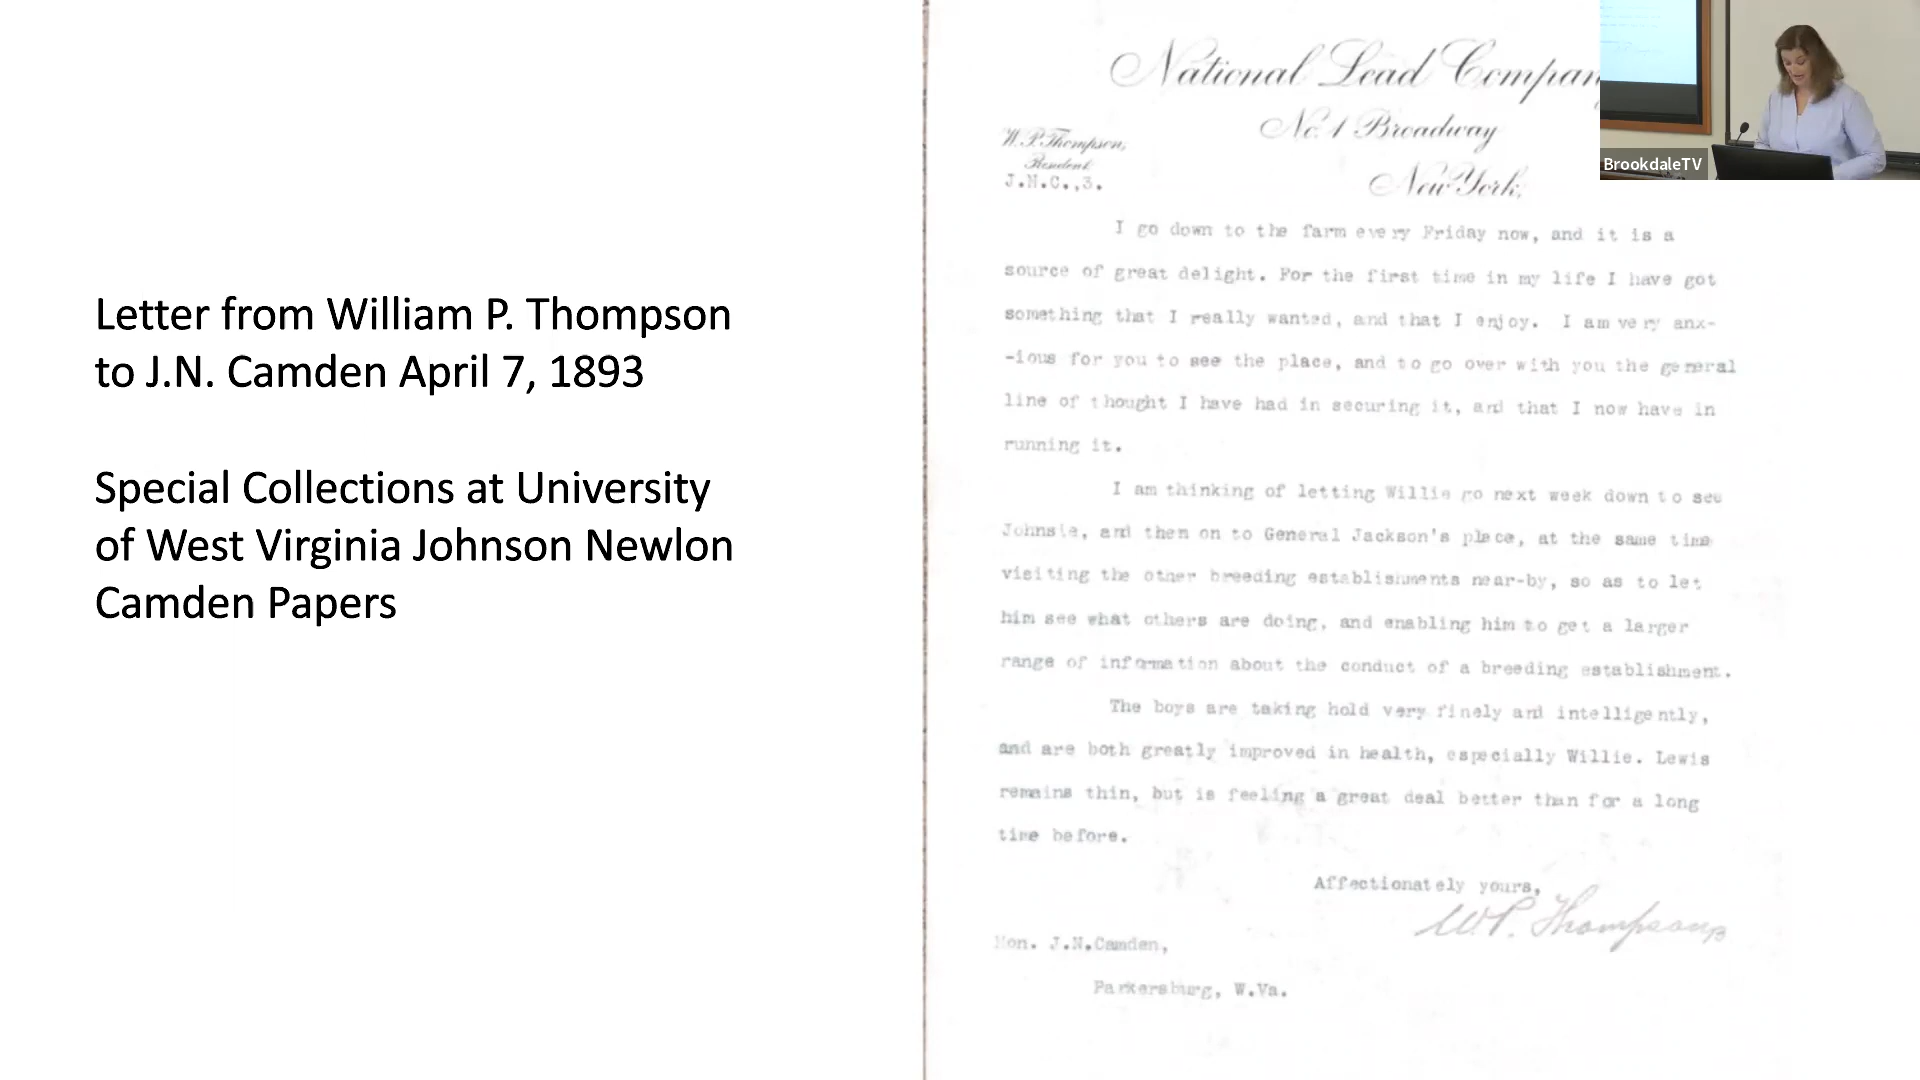 Letter from William P. Thompson
to J.N. Camden April 7, 1893
Special Collections at University
of West Virginia Johnson Newlon
Camden Papers
National Lead Compan
No. 1 Broadway
New York,
W.P. Thompson,
President
J.N.C.,3.
I go down to the farm every Friday now, and it is a
source of great delight. For the first time in my life I have got
something that I really wanted, and that I enjoy. I am very anx-
-ious for you to see the place, and to go over with you the general
line of thought I have had in securing it, and that I now have in
running it.
I am thinking of letting Willie go next week down to see
Johnsie, and then on to General Jackson's place, at the same time
visiting the other breeding establishments near-by, so as to let
him see what others are doing, and enabling him to get a larger
range of information about the conduct of a breeding establishment.
The boys are taking hold very finely and intelligently,
and are both greatly improved in health, especially Willie. Lewis
remains thin, but is feeling a great deal better than for a long
time before.
Affectionately yours,
W.P. Thompson
Hon. J.N.Camden,
Parkersburg, W.Va.
BrookdaleTV